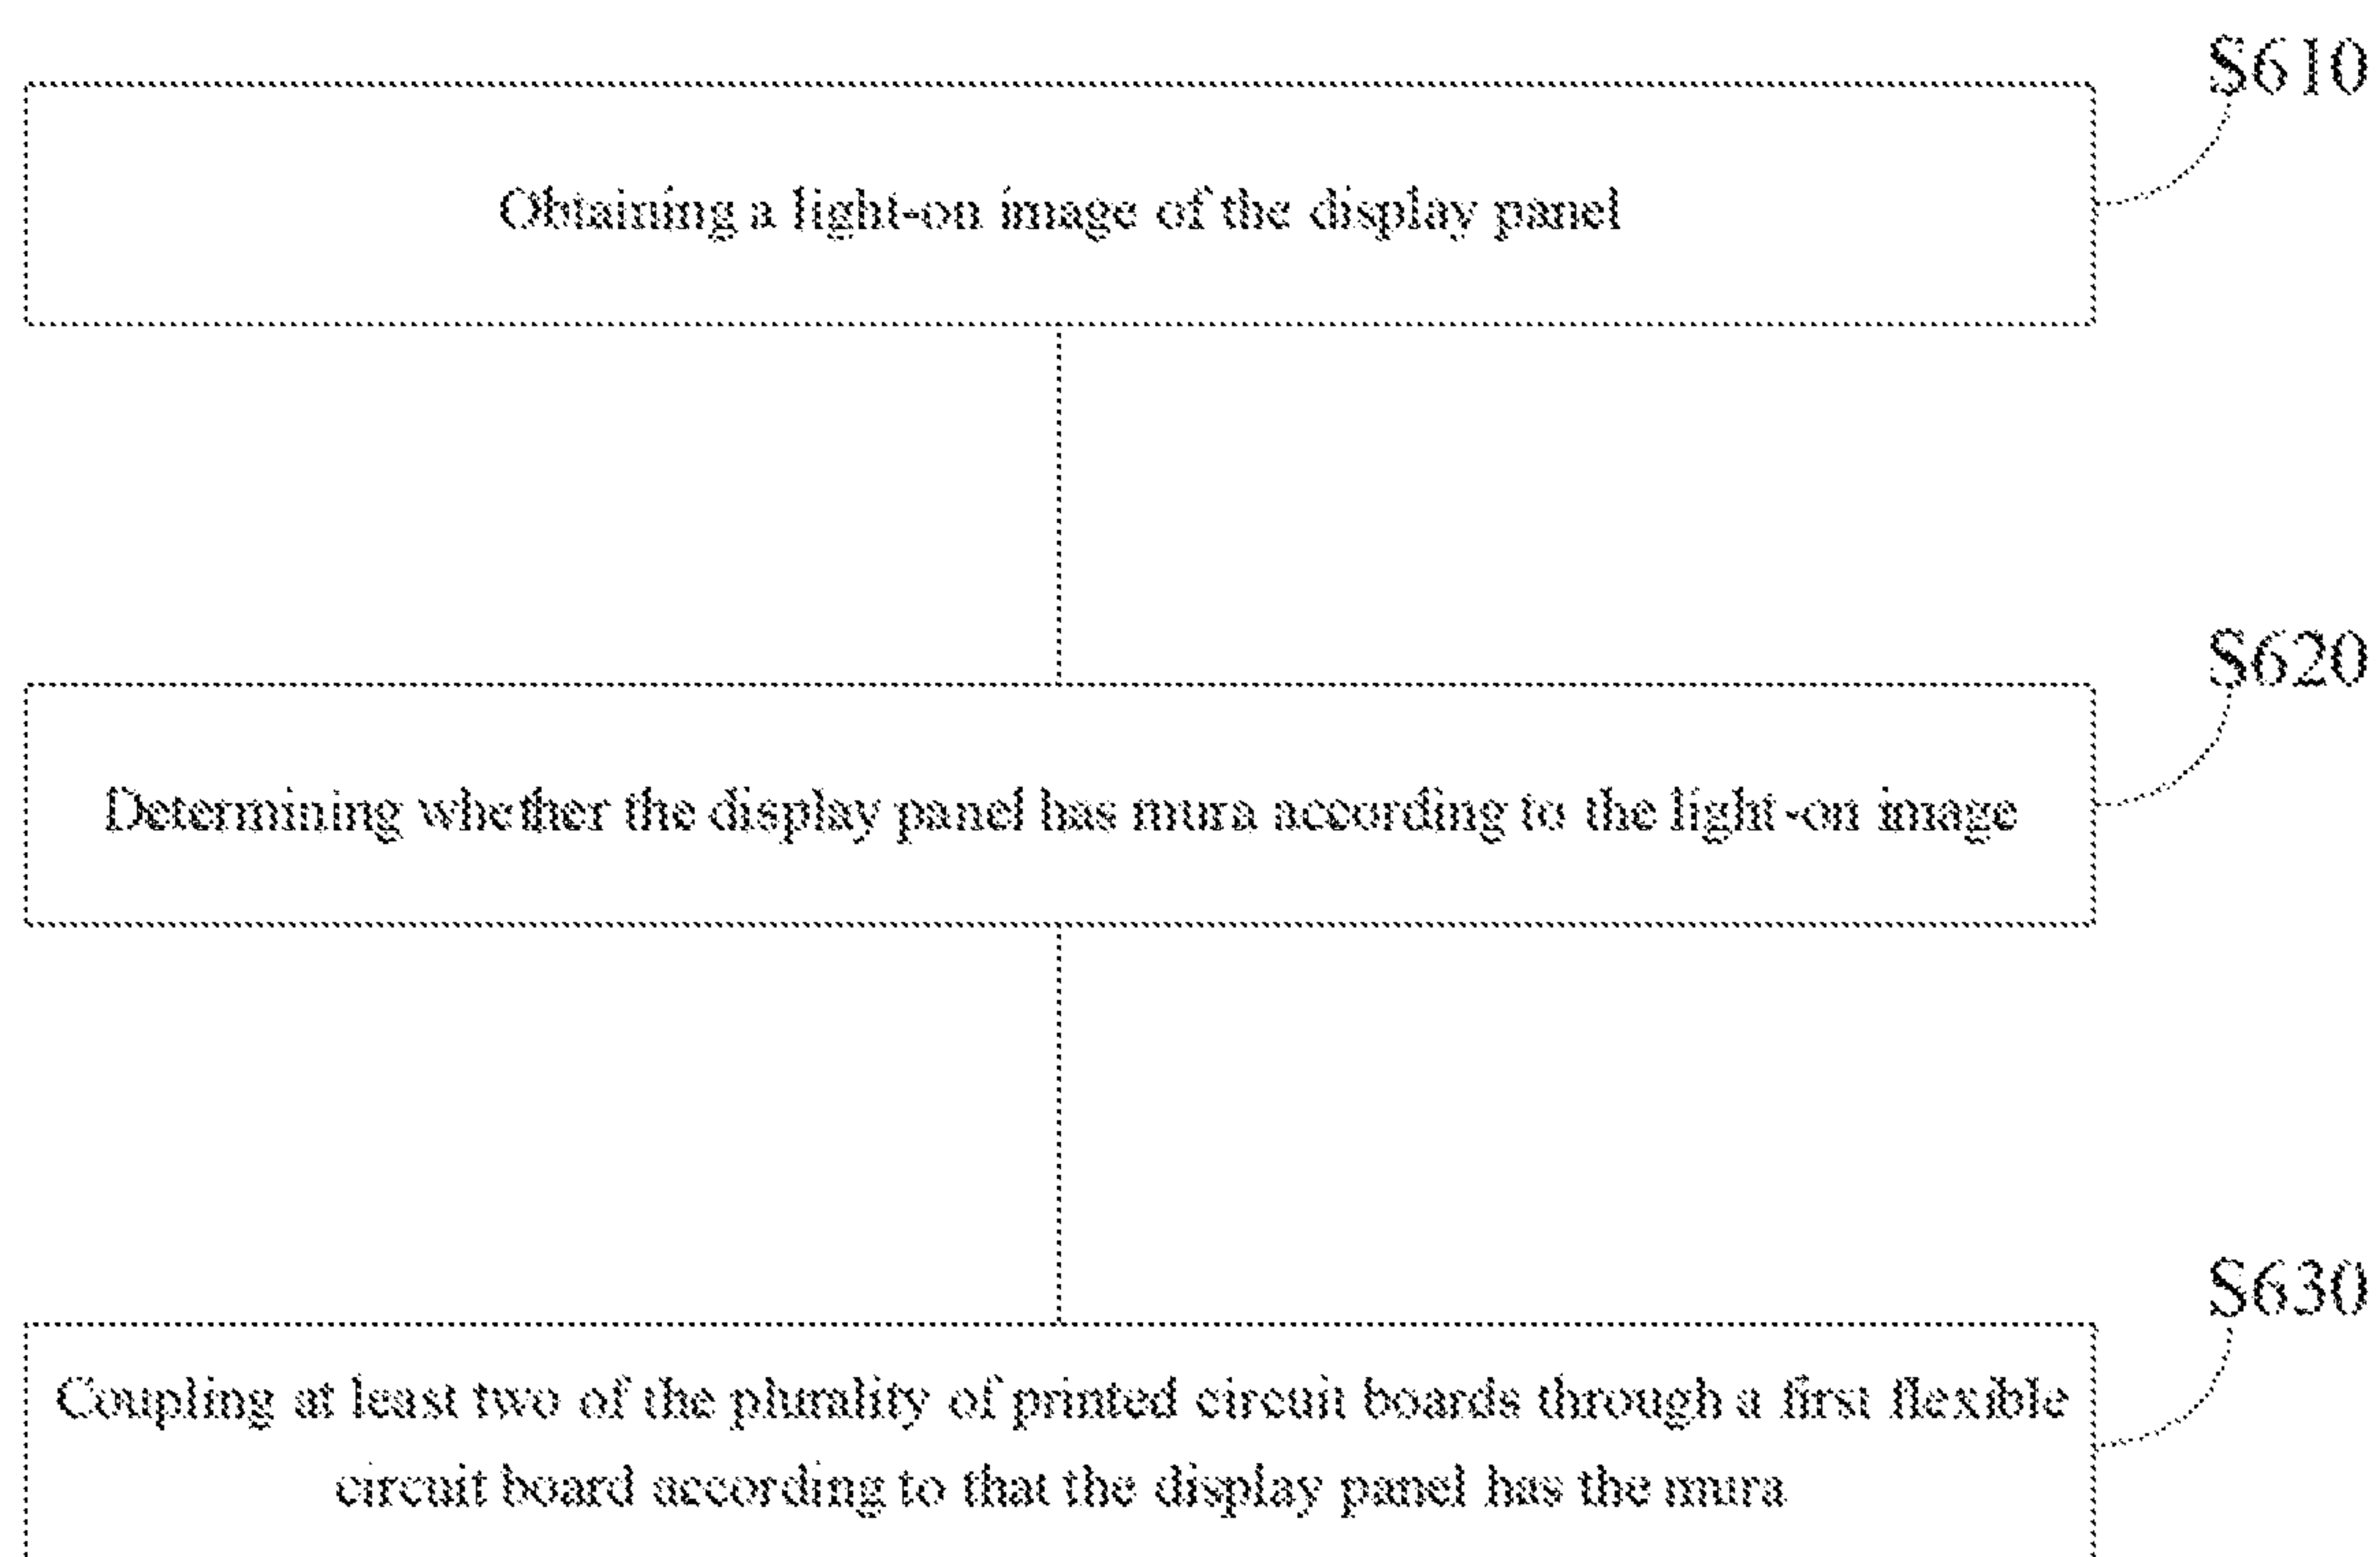 S610
Obtaining a light-on image of the display panel
S620
Determining whether the display panel has mura according to the light-on image
S630
Coupling at least two of the plurality of printed circuit boards through a first flexible
circuit board according to that the display panel has the mura